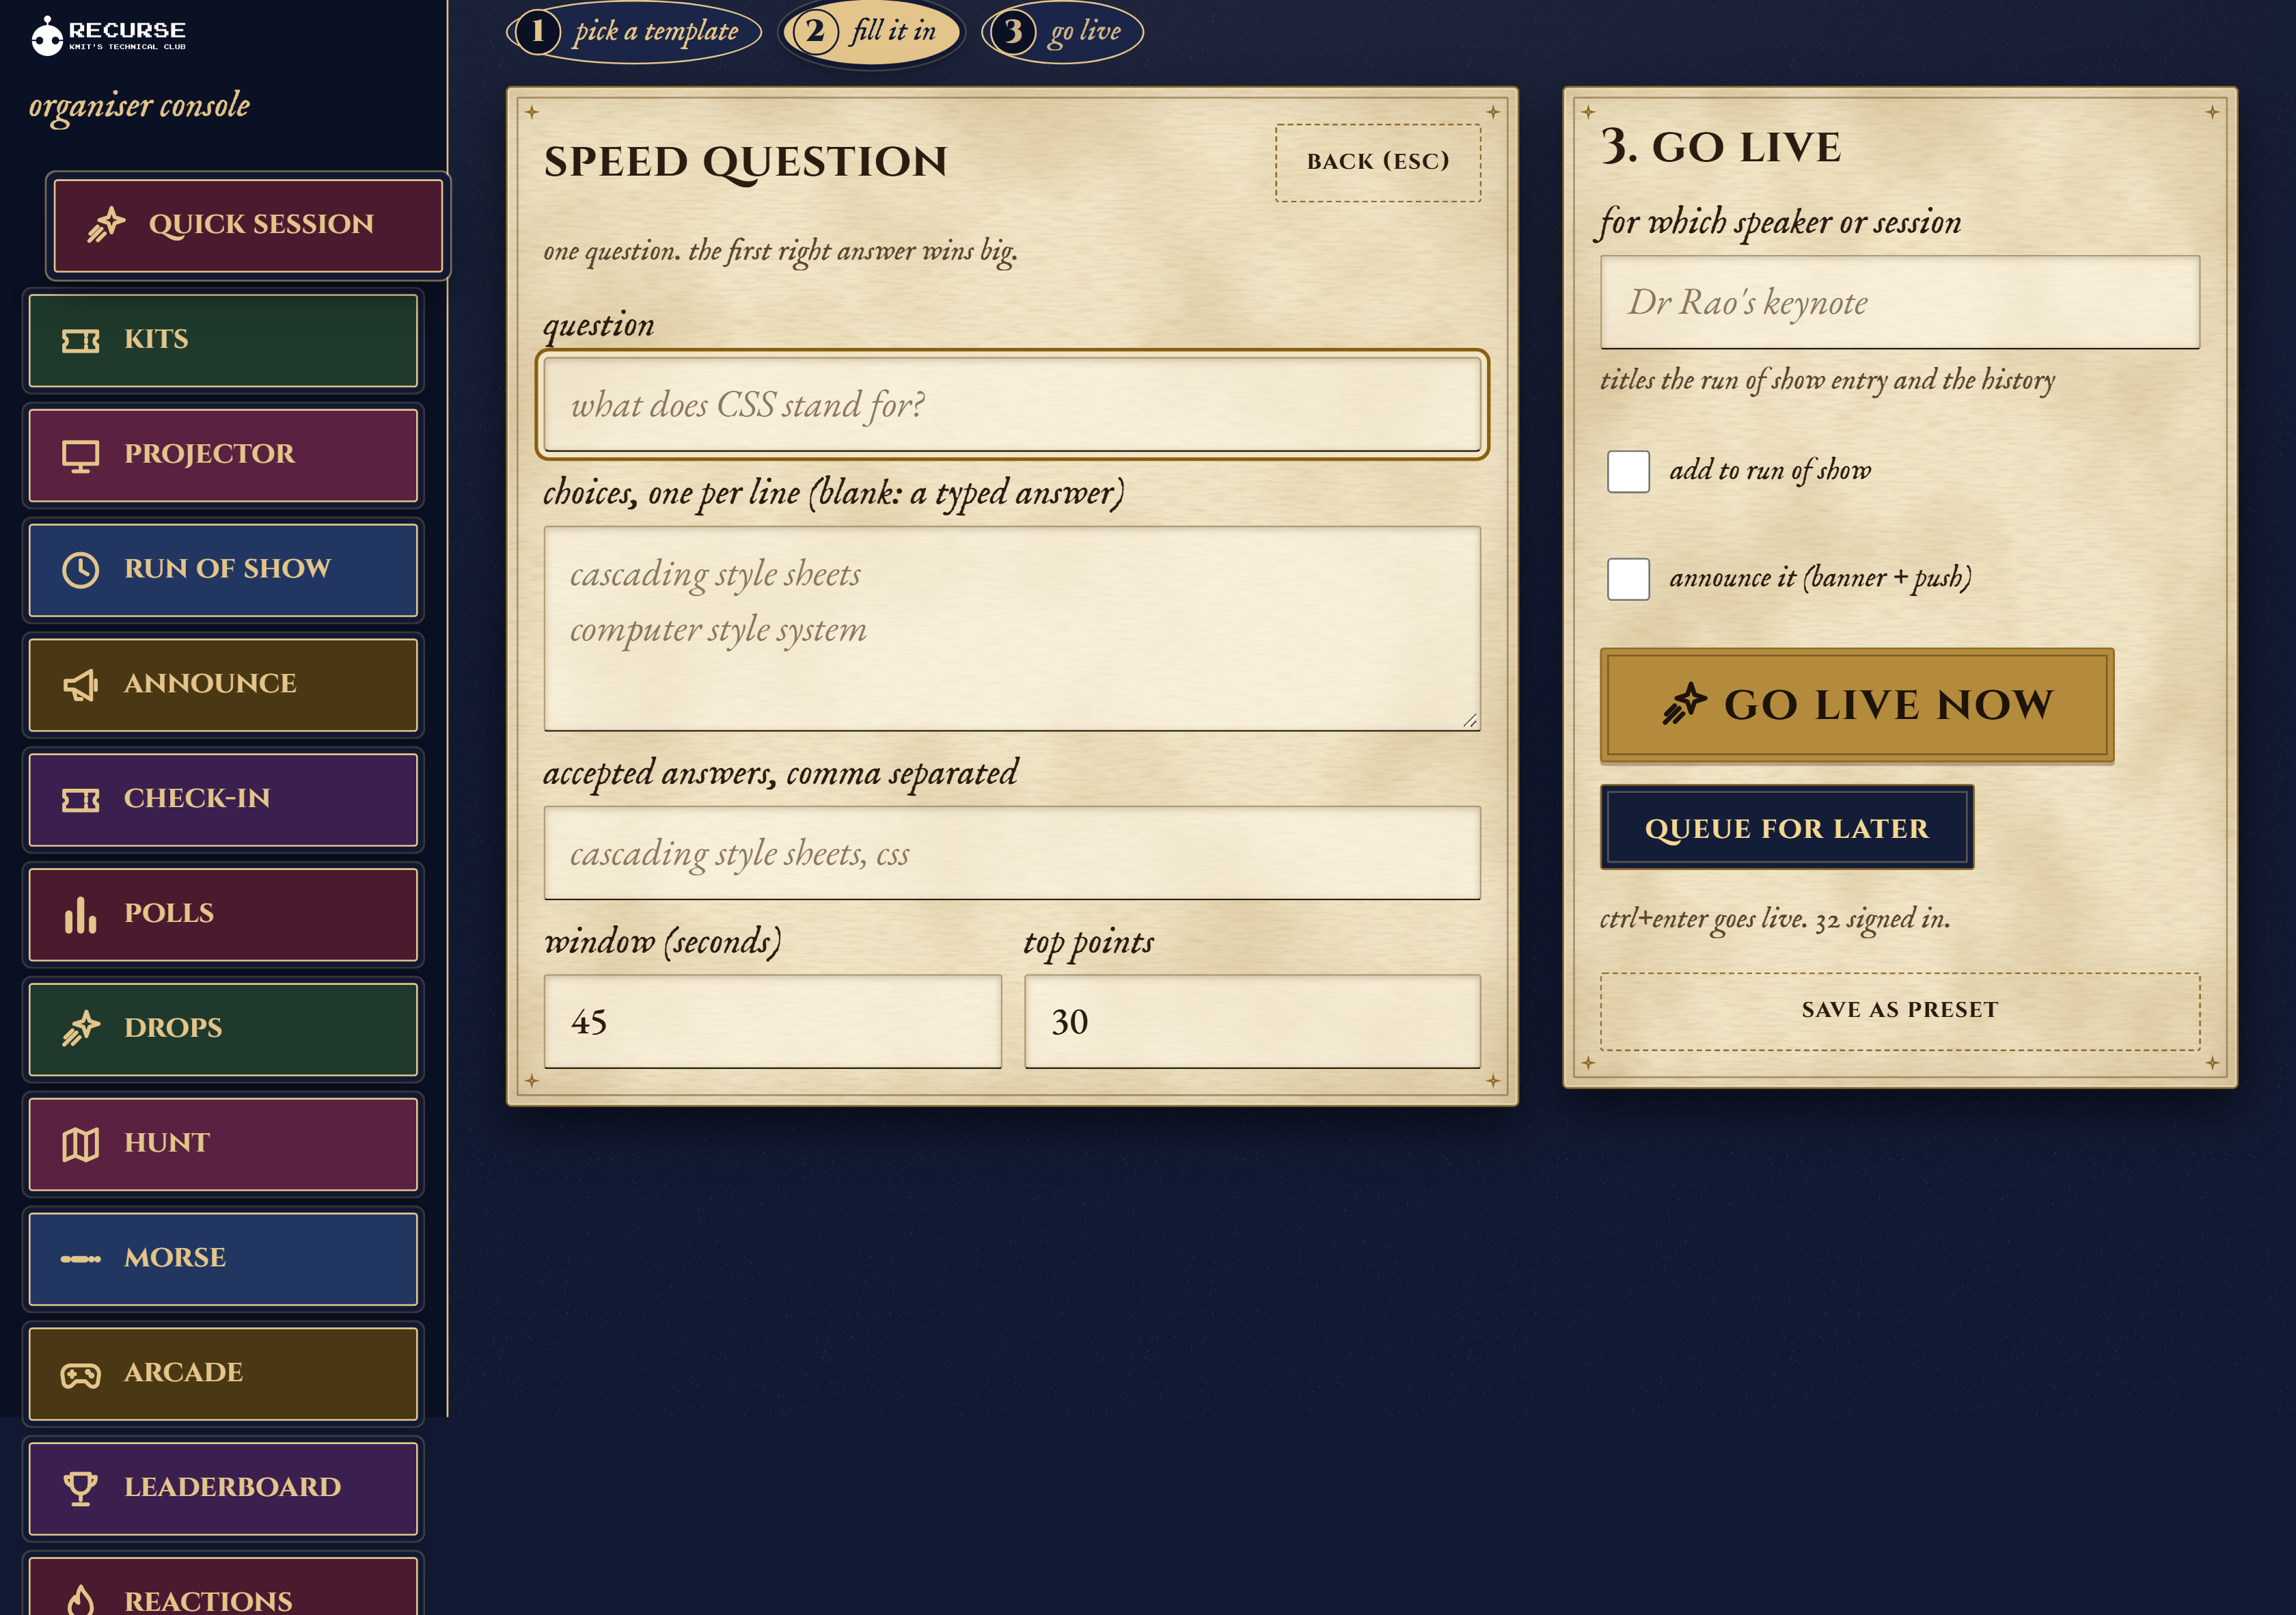 RECURSE
KMIT'S TECHNICAL CLUB
organiser console
QUICK SESSION
KITS
PROJECTOR
RUN OF SHOW
ANNOUNCE
CHECK-IN
POLLS
DROPS
HUNT
MORSE
ARCADE
LEADERBOARD
REACTIONS
1 pick a template
2 fill it in
3 go live
SPEED QUESTION
BACK (ESC)
one question. the first right answer wins big.
question
what does CSS stand for?
choices, one per line (blank: a typed answer)
cascading style sheets
computer style system
accepted answers, comma separated
cascading style sheets, css
window (seconds)
45
top points
30
3. GO LIVE
for which speaker or session
Dr Rao's keynote
titles the run of show entry and the history
add to run of show
announce it (banner + push)
GO LIVE NOW
QUEUE FOR LATER
ctrl+enter goes live. 32 signed in.
SAVE AS PRESET